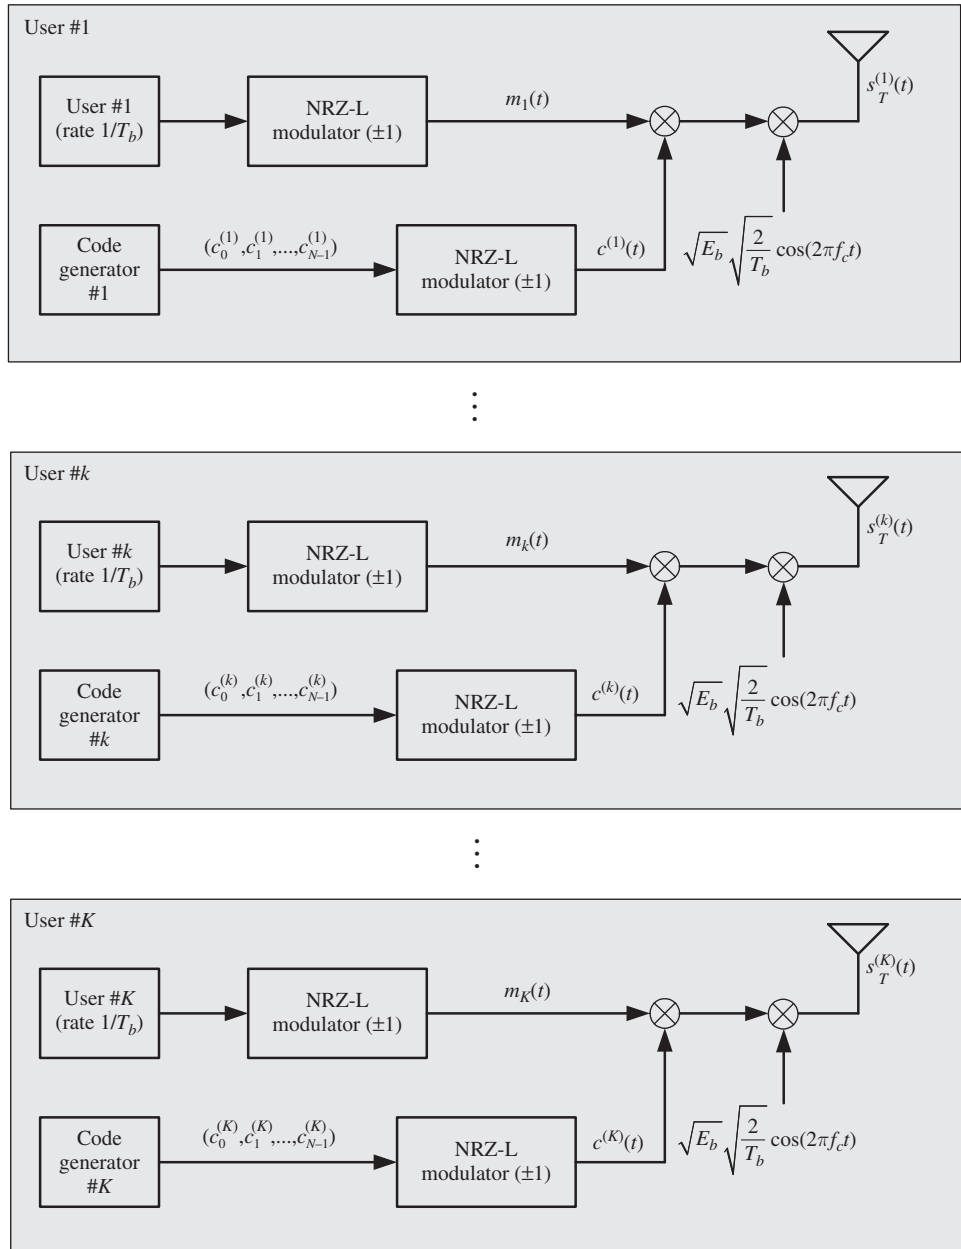 User #1
User #1
(rate 1/T_b)
NRZ-L
modulator (±1)
m_1(t)
s_T^{(1)}(t)
Code
generator
#1
(c_0^{(1)},c_1^{(1)},...,c_{N-1}^{(1)})
NRZ-L
modulator (±1)
c^{(1)}(t)
√E_b √(2/T_b) cos(2πf_c t)
⋮
User #k
User #k
(rate 1/T_b)
NRZ-L
modulator (±1)
m_k(t)
s_T^{(k)}(t)
Code
generator
#k
(c_0^{(k)},c_1^{(k)},...,c_{N-1}^{(k)})
NRZ-L
modulator (±1)
c^{(k)}(t)
√E_b √(2/T_b) cos(2πf_c t)
⋮
User #K
User #K
(rate 1/T_b)
NRZ-L
modulator (±1)
m_K(t)
s_T^{(K)}(t)
Code
generator
#K
(c_0^{(K)},c_1^{(K)},...,c_{N-1}^{(K)})
NRZ-L
modulator (±1)
c^{(K)}(t)
√E_b √(2/T_b) cos(2πf_c t)